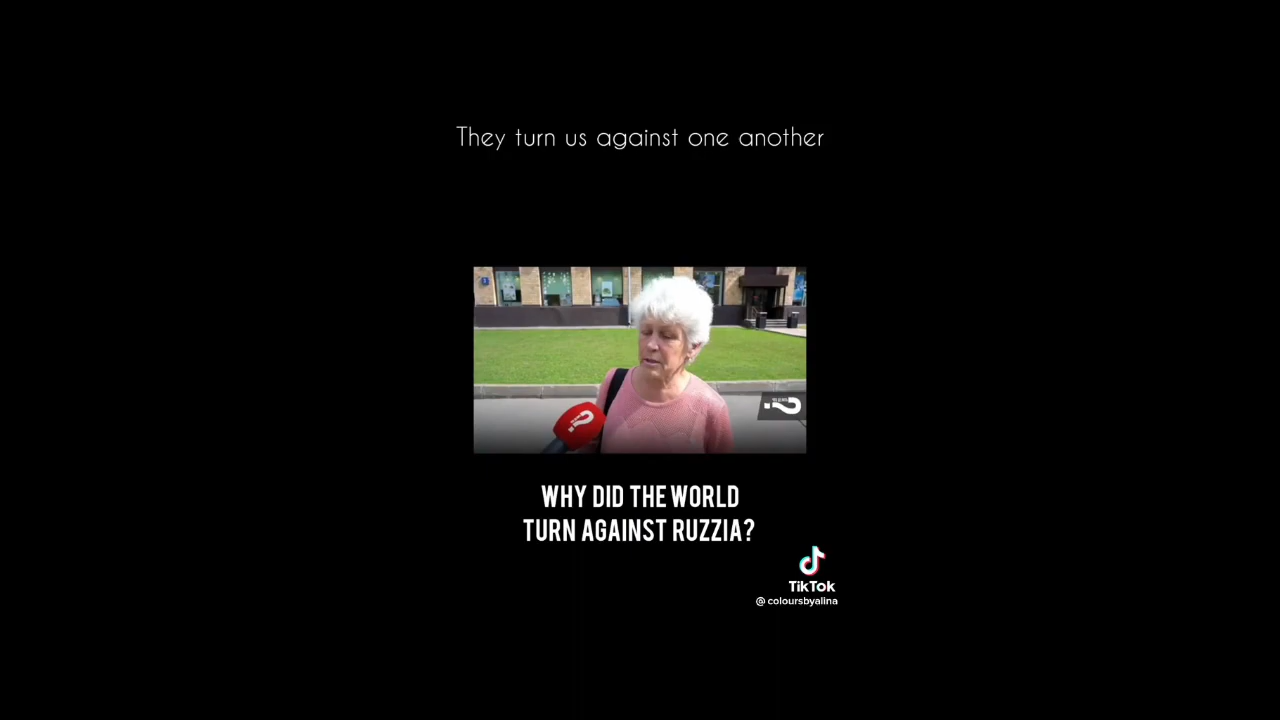 They turn us against one another
?
?
WHY DID THE WORLD
TURN AGAINST RUZZIA?
TikTok
@coloursbyalina